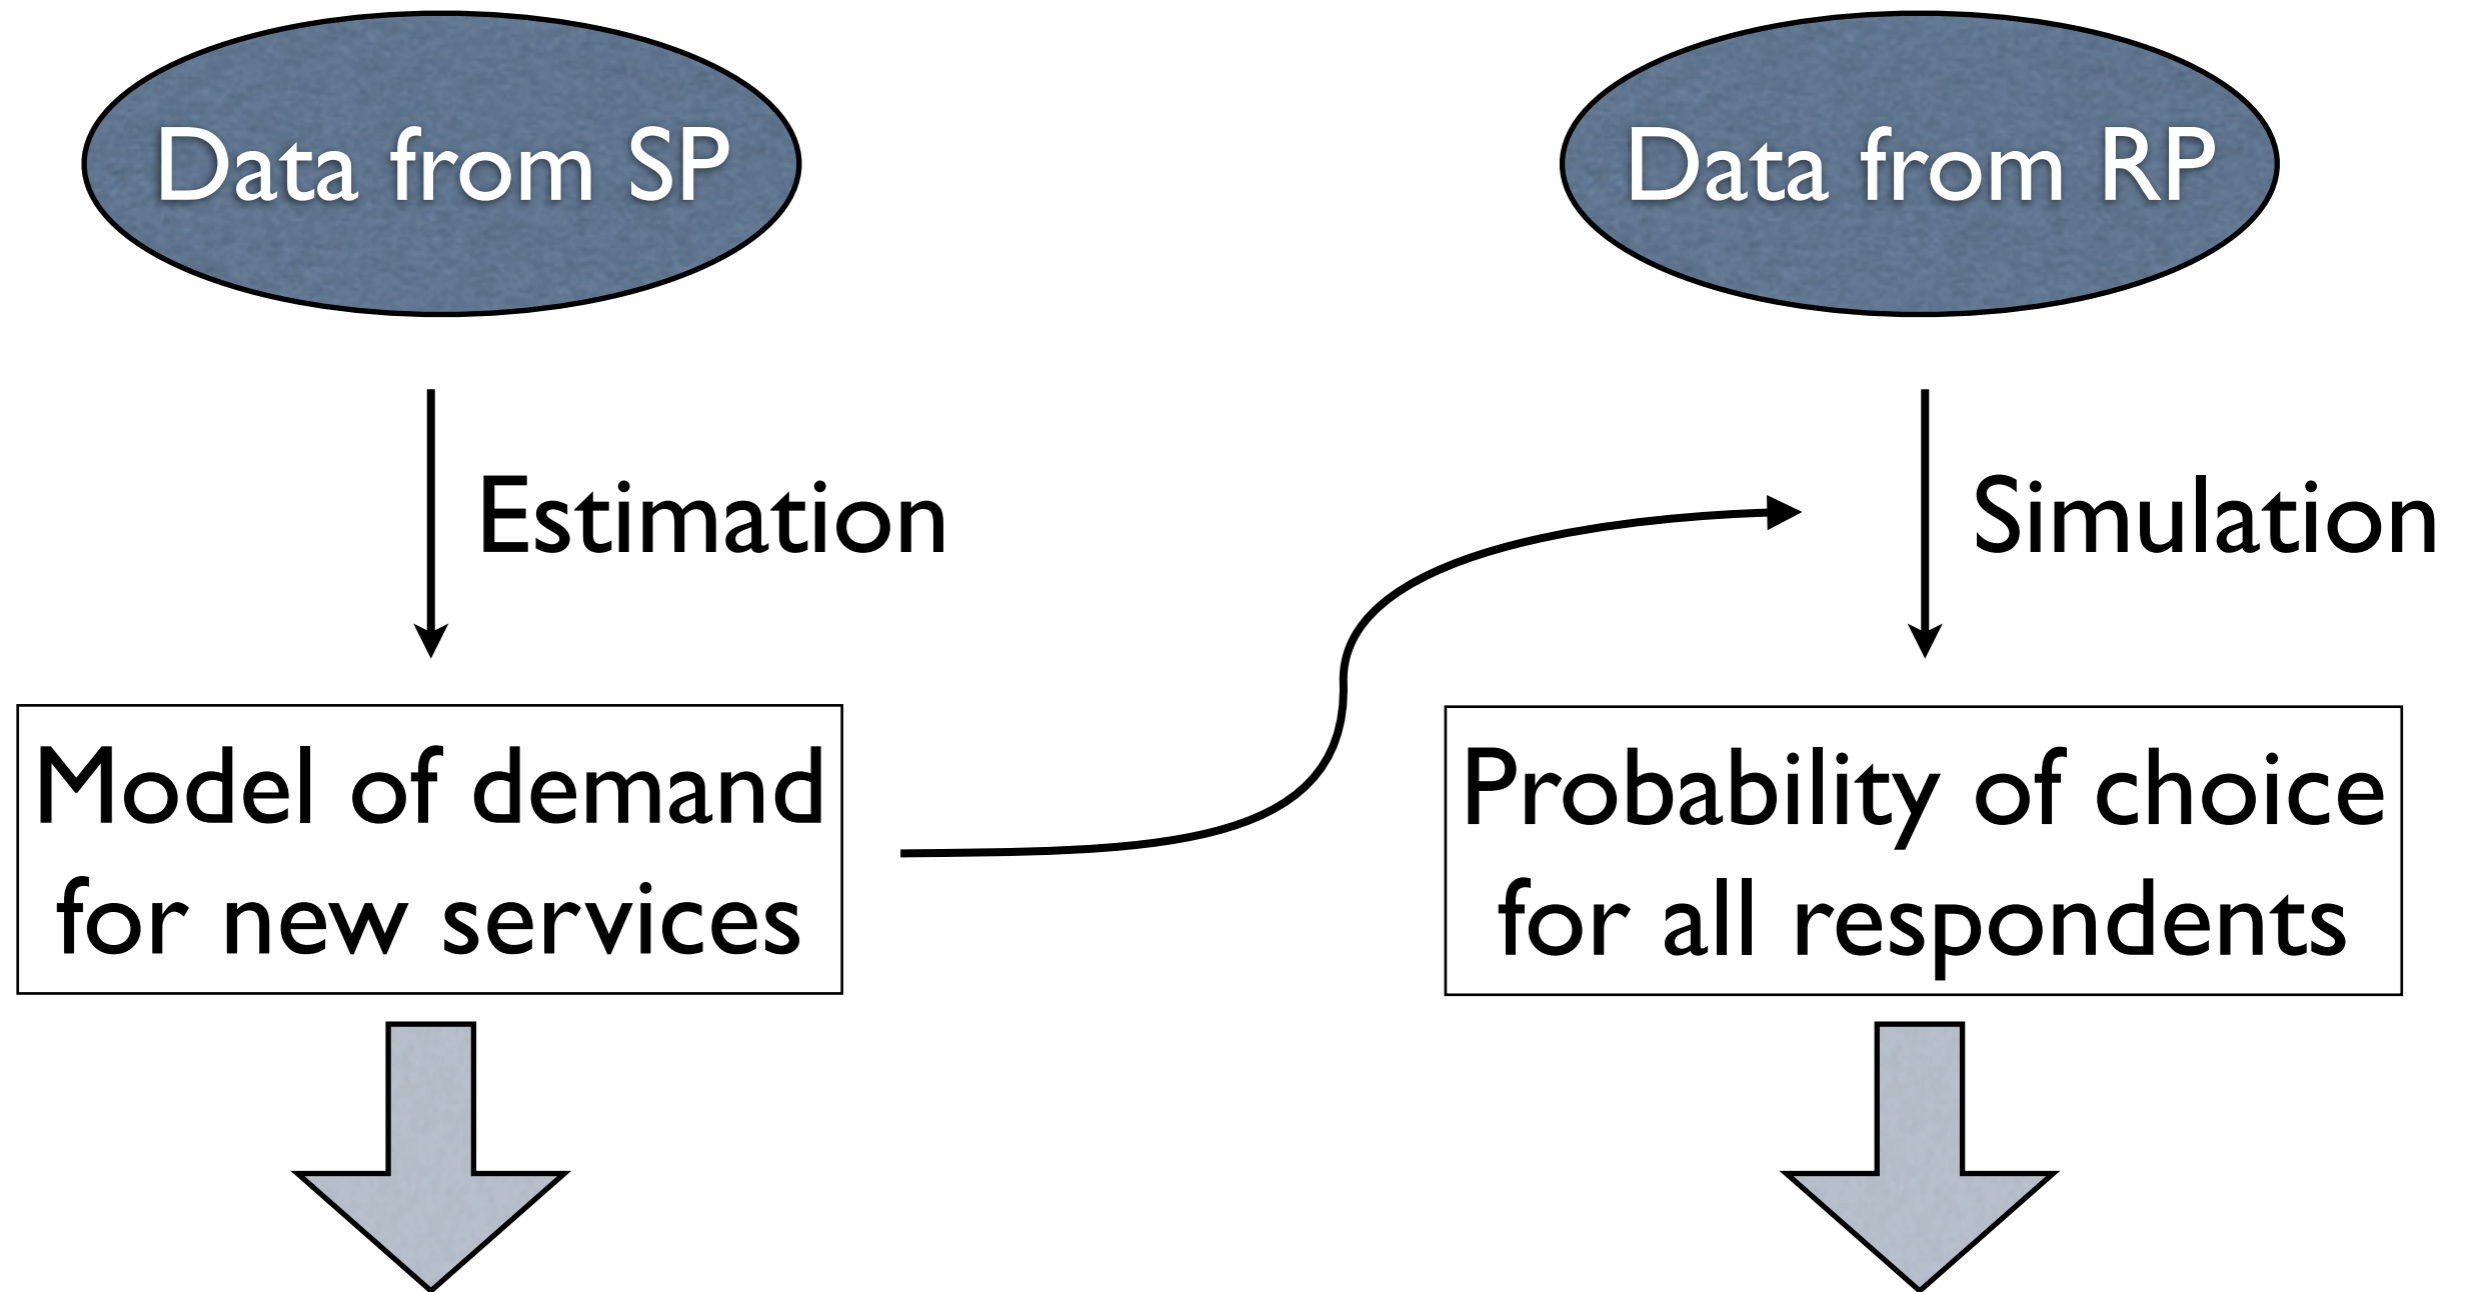 Data from SP
Data from RP
Estimation
Simulation
Model of demand
for new services
Probability of choice
for all respondents